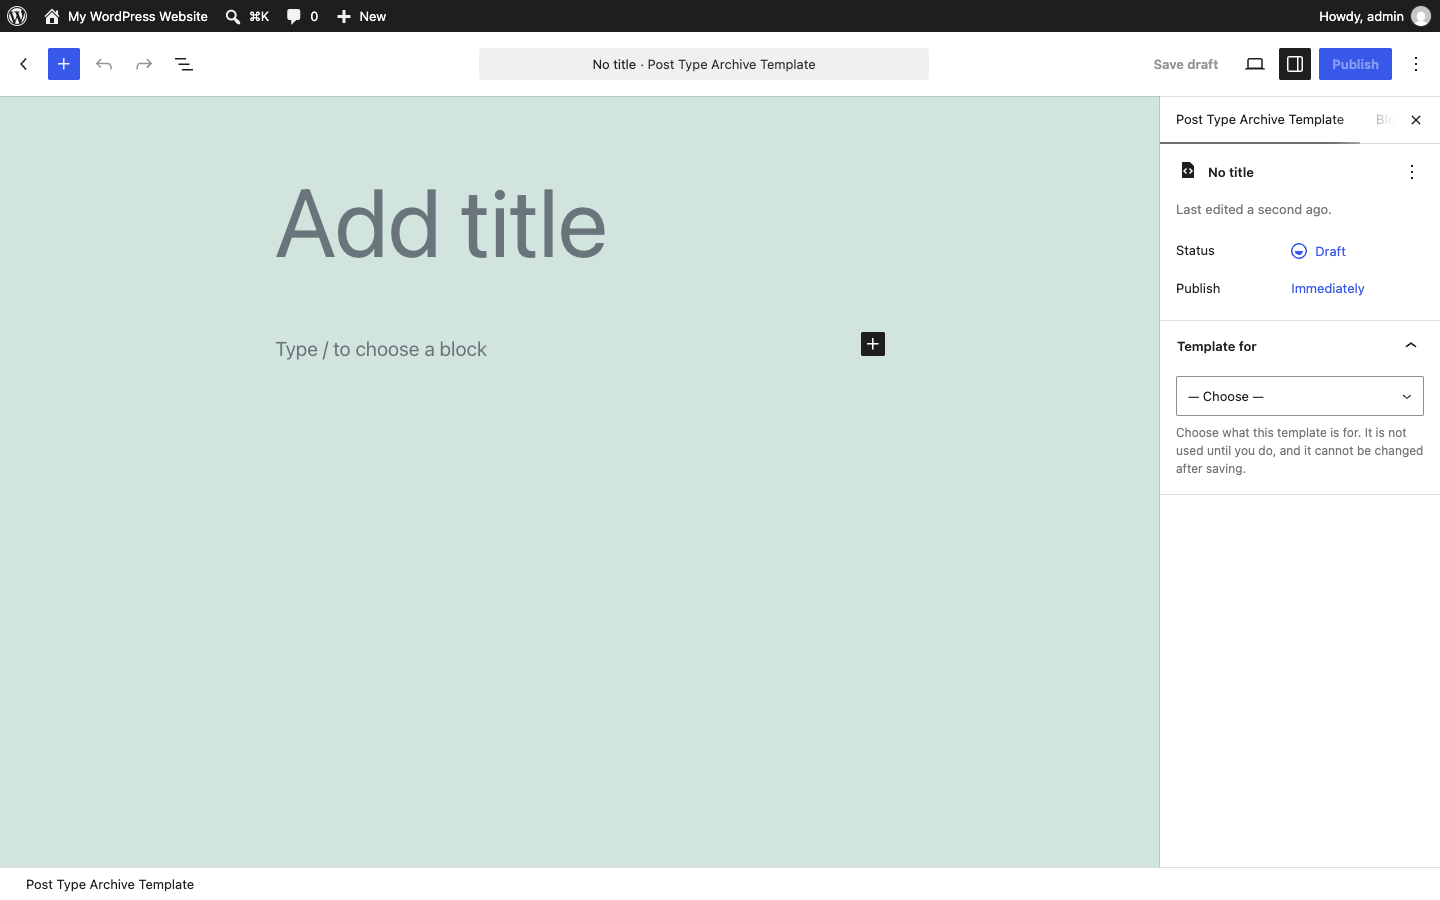 My WordPress Website ⌘K 0 New Howdy, admin
No title · Post Type Archive Template Save draft Publish
Post Type Archive Template
Add title
No title
Last edited a second ago.
Status Draft
Publish Immediately
Type / to choose a block
Template for
— Choose —
Choose what this template is for. It is not
used until you do, and it cannot be changed
after saving.
Post Type Archive Template